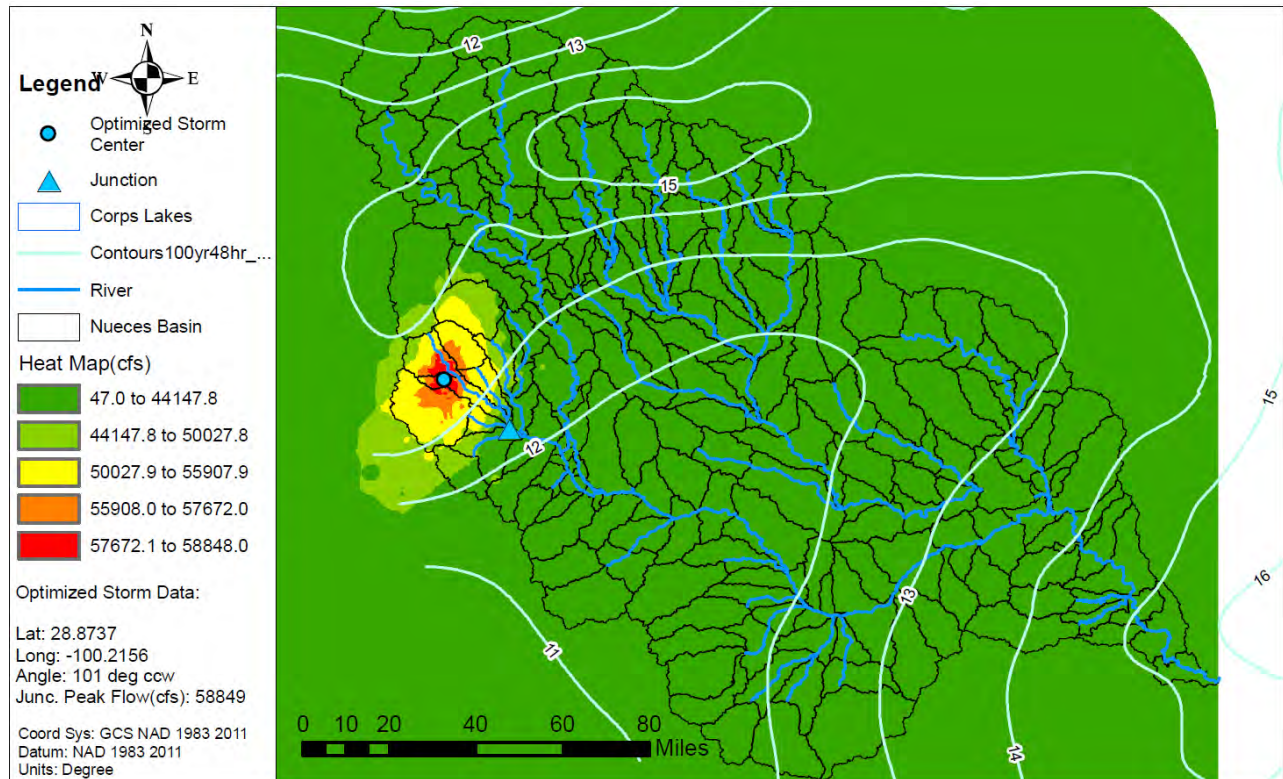 N
W
E
S
Legend
Optimized Storm
Center
Junction
Corps Lakes
Contours100yr48hr_...
River
Nueces Basin
Heat Map(cfs)
47.0 to 44147.8
44147.8 to 50027.8
50027.9 to 55907.9
55908.0 to 57672.0
57672.1 to 58848.0
Optimized Storm Data:
Lat: 28.8737
Long: -100.2156
Angle: 101 deg ccw
Junc. Peak Flow(cfs): 58849
Coord Sys: GCS NAD 1983 2011
Datum: NAD 1983 2011
Units: Degree
12
13
15
15
12
16
13
11
14
0 10 20 40 60 80
Miles